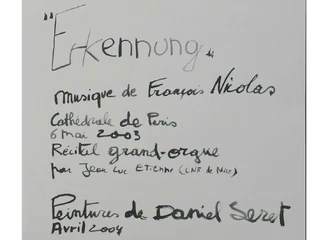 "Erkennung"
musique de François Nicolas
Cathédrale de Paris
6 mai 2003
Récital grand-orgue
par Jean Luc Etienne (CNR de Nice)
Peintures de Daniel Seret
Avril 2004